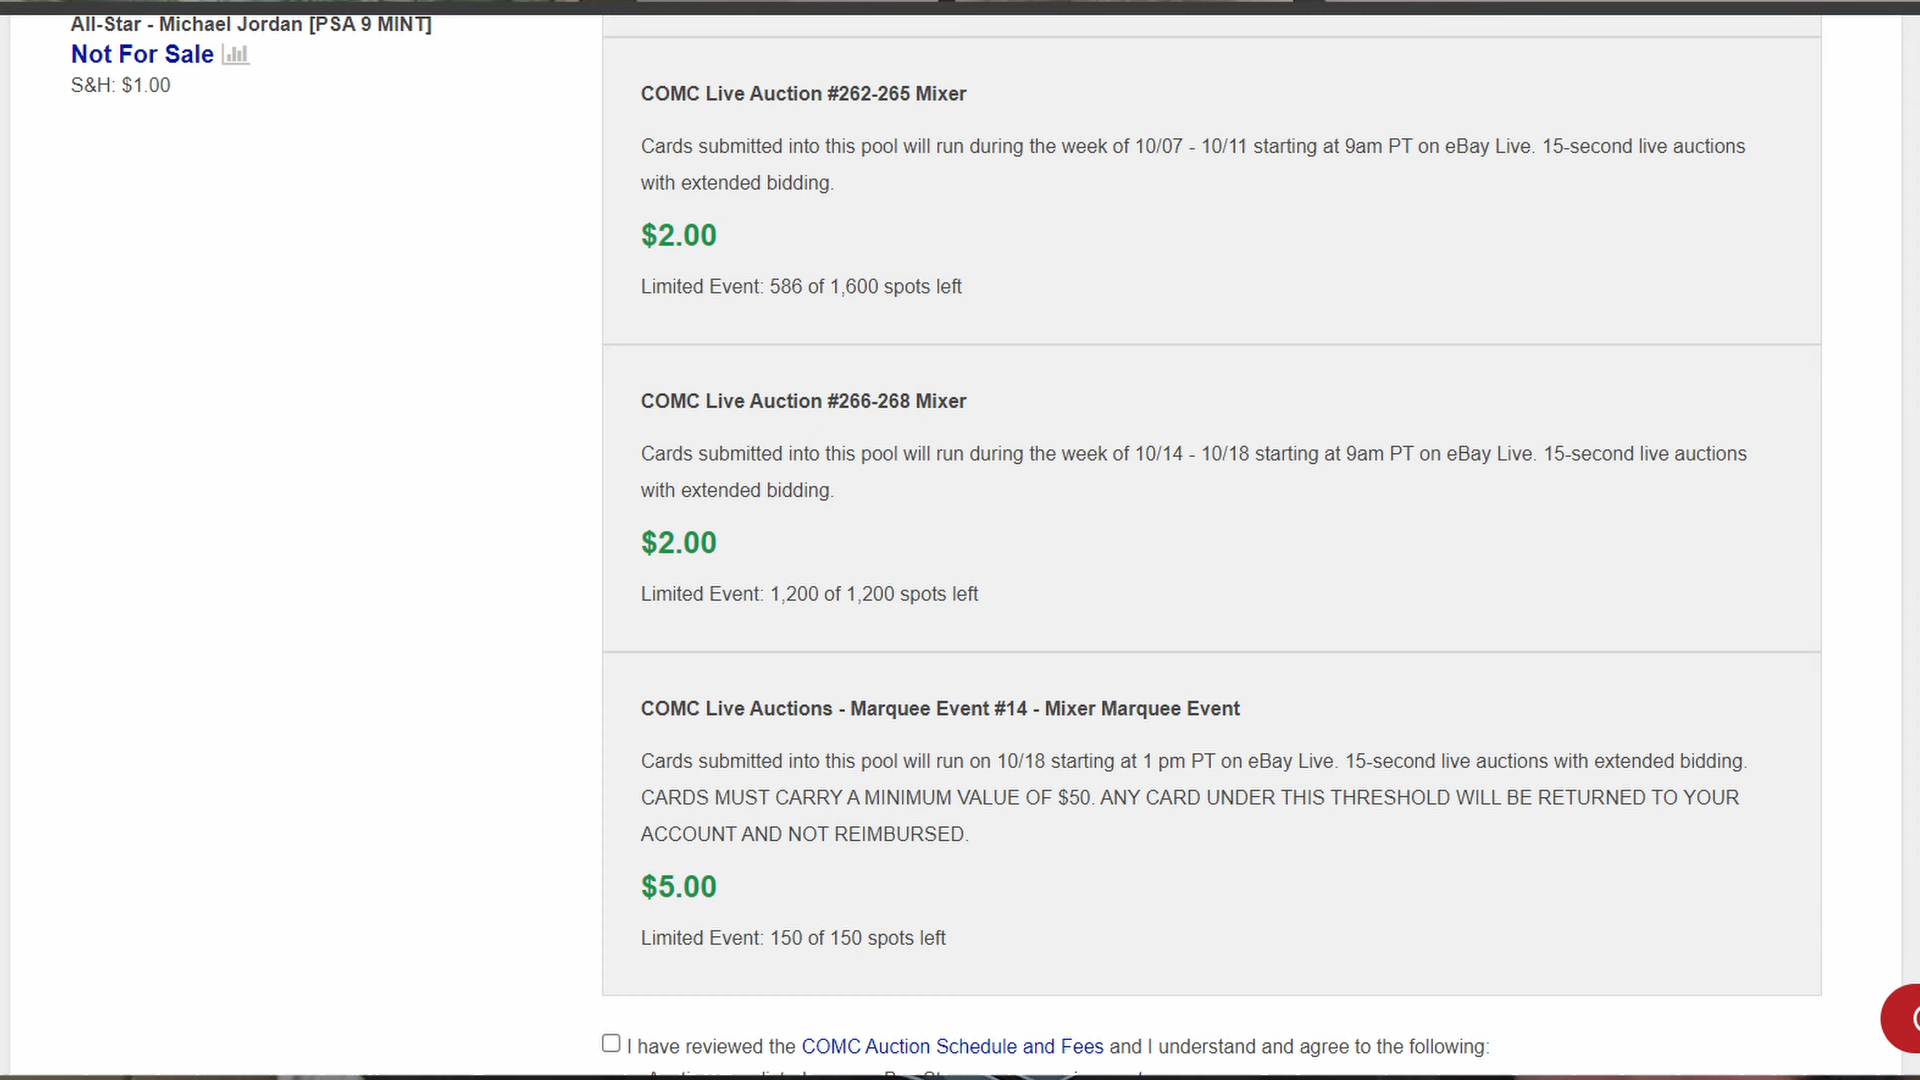 All-Star - Michael Jordan [PSA 9 MINT]
Not For Sale
S&H: $1.00
COMC Live Auction #262-265 Mixer
Cards submitted into this pool will run during the week of 10/07 - 10/11 starting at 9am PT on eBay Live. 15-second live auctions
with extended bidding.
$2.00
Limited Event: 586 of 1,600 spots left
COMC Live Auction #266-268 Mixer
Cards submitted into this pool will run during the week of 10/14 - 10/18 starting at 9am PT on eBay Live. 15-second live auctions
with extended bidding.
$2.00
Limited Event: 1,200 of 1,200 spots left
COMC Live Auctions - Marquee Event #14 - Mixer Marquee Event
Cards submitted into this pool will run on 10/18 starting at 1 pm PT on eBay Live. 15-second live auctions with extended bidding.
CARDS MUST CARRY A MINIMUM VALUE OF $50. ANY CARD UNDER THIS THRESHOLD WILL BE RETURNED TO YOUR
ACCOUNT AND NOT REIMBURSED.
$5.00
Limited Event: 150 of 150 spots left
I have reviewed the COMC Auction Schedule and Fees and I understand and agree to the following: